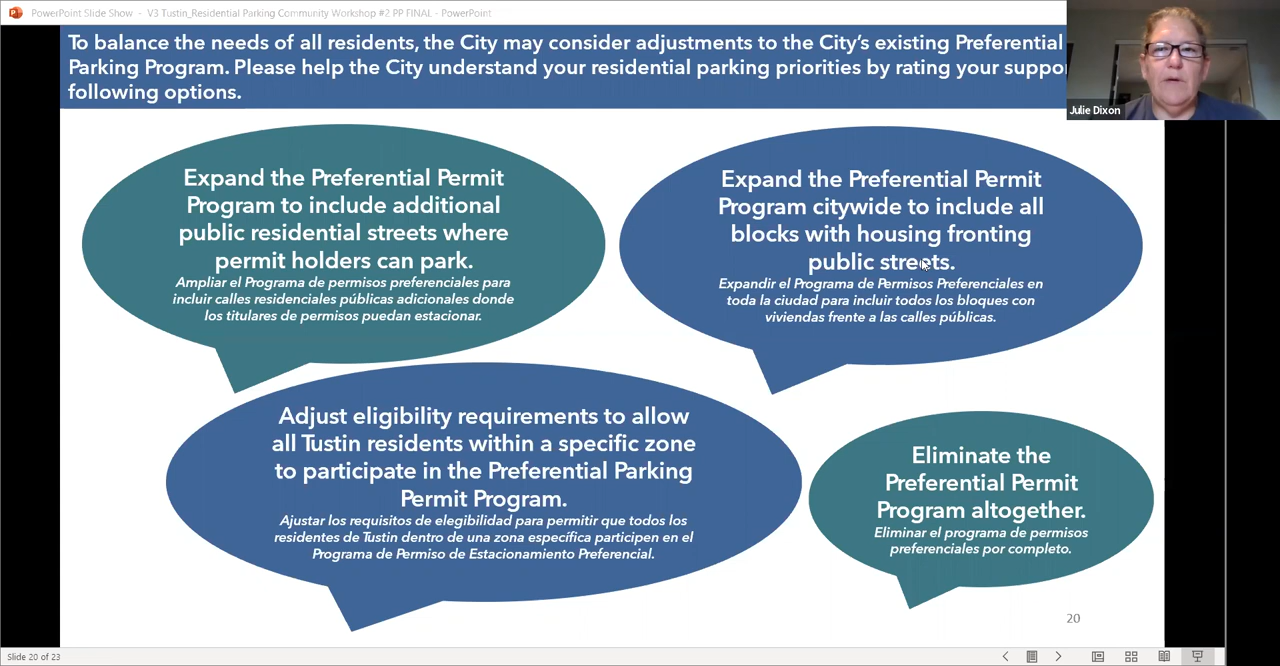 PowerPoint Slide Show - V3 Tustin_Residential Parking Community Workshop #2 PP FINAL - PowerPoint
To balance the needs of all residents, the City may consider adjustments to the City's existing Preferential
Parking Program. Please help the City understand your residential parking priorities by rating your
following options.
Julie Dixon
Expand the Preferential Permit
Program to include additional
public residential streets where
permit holders can park.
Ampliar el Programa de permisos preferenciales para
incluir calles residenciales públicas adicionales donde
los titulares de permisos puedan estacionar.
Expand the Preferential Permit
Program citywide to include all
blocks with housing fronting
public streets.
Expandir el Programa de Permisos Preferenciales en
toda la ciudad para incluir todos los bloques con
viviendas frente a las calles públicas.
Adjust eligibility requirements to allow
all Tustin residents within a specific zone
to participate in the Preferential Parking
Permit Program.
Ajustar los requisitos de elegibilidad para permitir que todos los
residentes de Tustin dentro de una zona específica participen en el
Programa de Permiso de Estacionamiento Preferencial.
Eliminate the
Preferential Permit
Program altogether.
Eliminar el programa de permisos
preferenciales por completo.
20
Slide 20 of 23